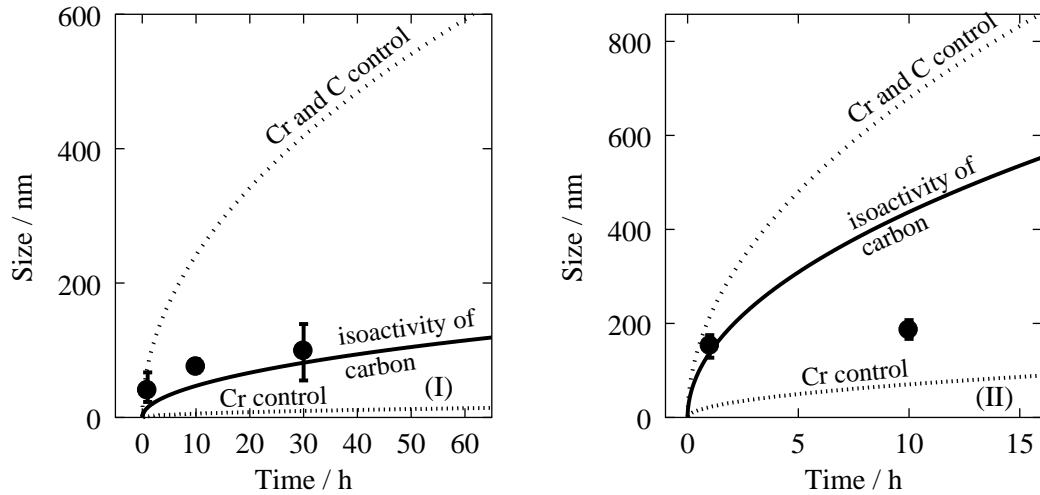 600
400
200
0
Size / nm
Cr and C control
isoactivity of
carbon
Cr control
(I)
0 10 20 30 40 50 60
Time / h
800
600
400
200
0
Size / nm
Cr and C control
isoactivity of
carbon
Cr control
(II)
0 5 10 15
Time / h